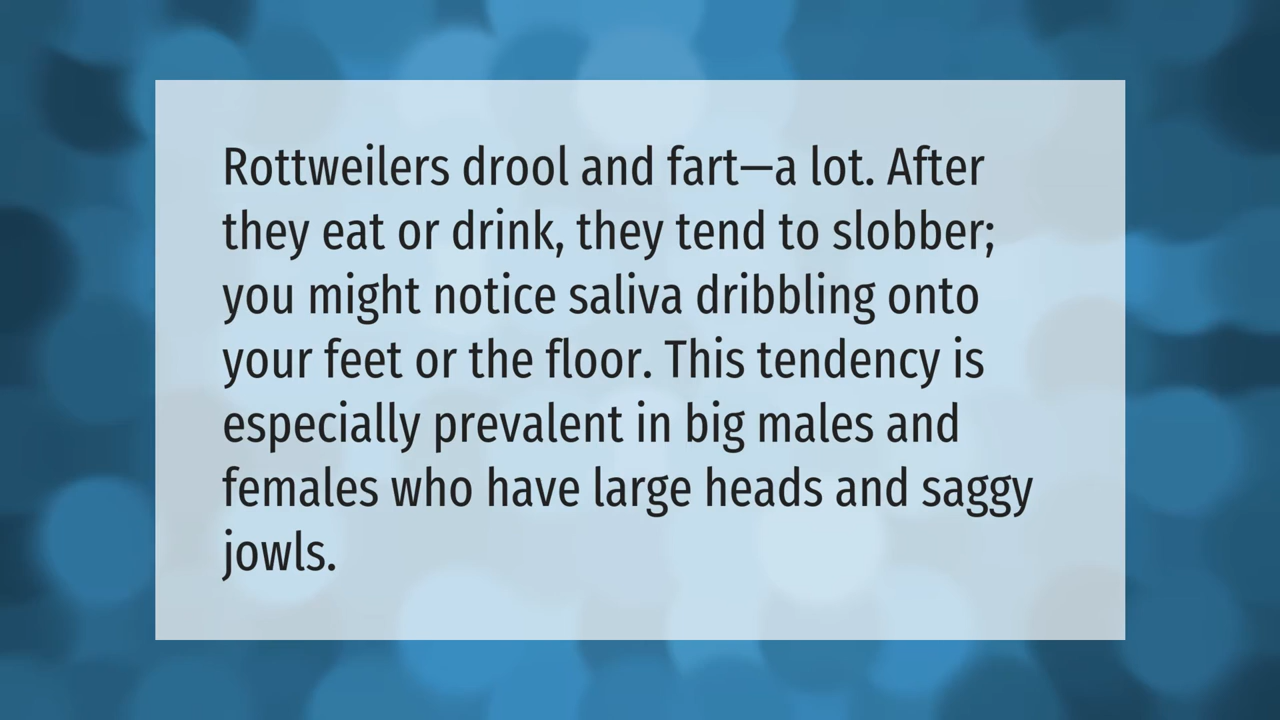 Rottweilers drool and fart—a lot. After
they eat or drink, they tend to slobber;
you might notice saliva dribbling onto
your feet or the floor. This tendency is
especially prevalent in big males and
females who have large heads and saggy
jowls.